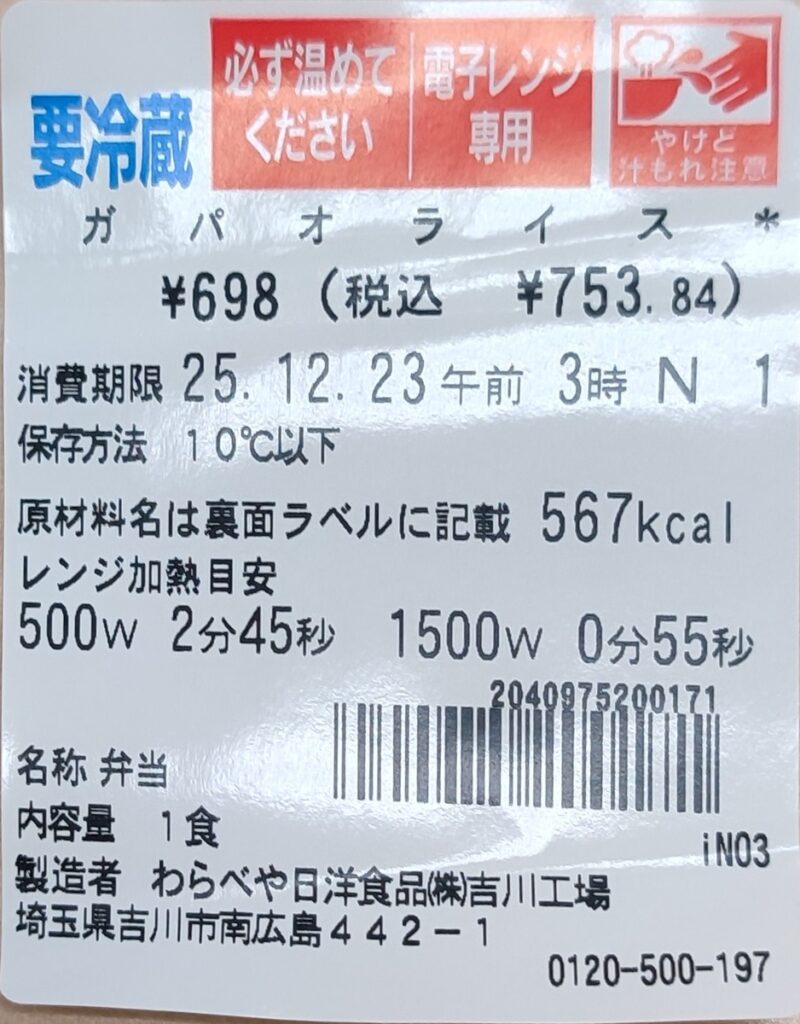 要冷蔵
必ず温めて
ください
電子レンジ
専用
やけど
汁もれ注意
ガパオライス*
¥698 (税込 ¥753.84)
消費期限 25.12.23午前 3時 N 1
保存方法 10℃以下
原材料名は裏面ラベルに記載 567kcal
レンジ加熱目安
500W 2分45秒 1500W 0分55秒
2040975200171
名称 弁当
内容量 1食
iN03
製造者 わらべや日洋食品㈱吉川工場
埼玉県吉川市南広島442-1
0120-500-197